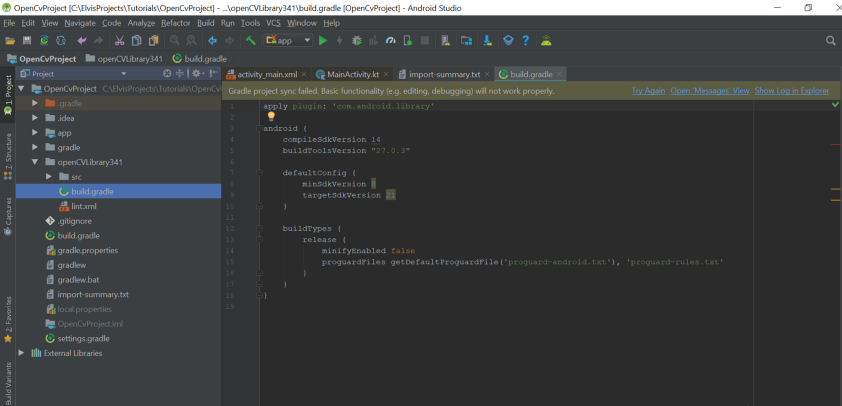 OpenCvProject [C:\ElvisProjects\Tutorials\OpenCvProject] - ...\openCVLibrary341\build.gradle [OpenCvProject] - Android Studio
File Edit View Navigate Code Analyze Refactor Build Run Tools VCS Window Help
app
OpenCvProject openCVLibrary341 build.gradle
Project
activity_main.xml × MainActivity.kt × import-summary.txt × build.gradle ×
Gradle project sync failed. Basic functionality (e.g. editing, debugging) will not work properly. Try Again Open 'Messages' View Show Log in Explorer
1: Project
Z: Structure
Captures
2: Favorites
Build Variants
OpenCvProject C:\ElvisProjects\Tutorials\OpenCv
.gradle
.idea
app
gradle
openCVLibrary341
src
build.gradle
lint.xml
.gitignore
build.gradle
gradle.properties
gradlew
gradlew.bat
import-summary.txt
local.properties
OpenCvProject.iml
settings.gradle
External Libraries
1 apply plugin: 'com.android.library'
2
3 android {
4 compileSdkVersion 14
5 buildToolsVersion "27.0.3"
6
7 defaultConfig {
8 minSdkVersion 8
9 targetSdkVersion 21
10 }
11
12 buildTypes {
13 release {
14 minifyEnabled false
15 proguardFiles getDefaultProguardFile('proguard-android.txt'), 'proguard-rules.txt'
16 }
17 }
18 }
19